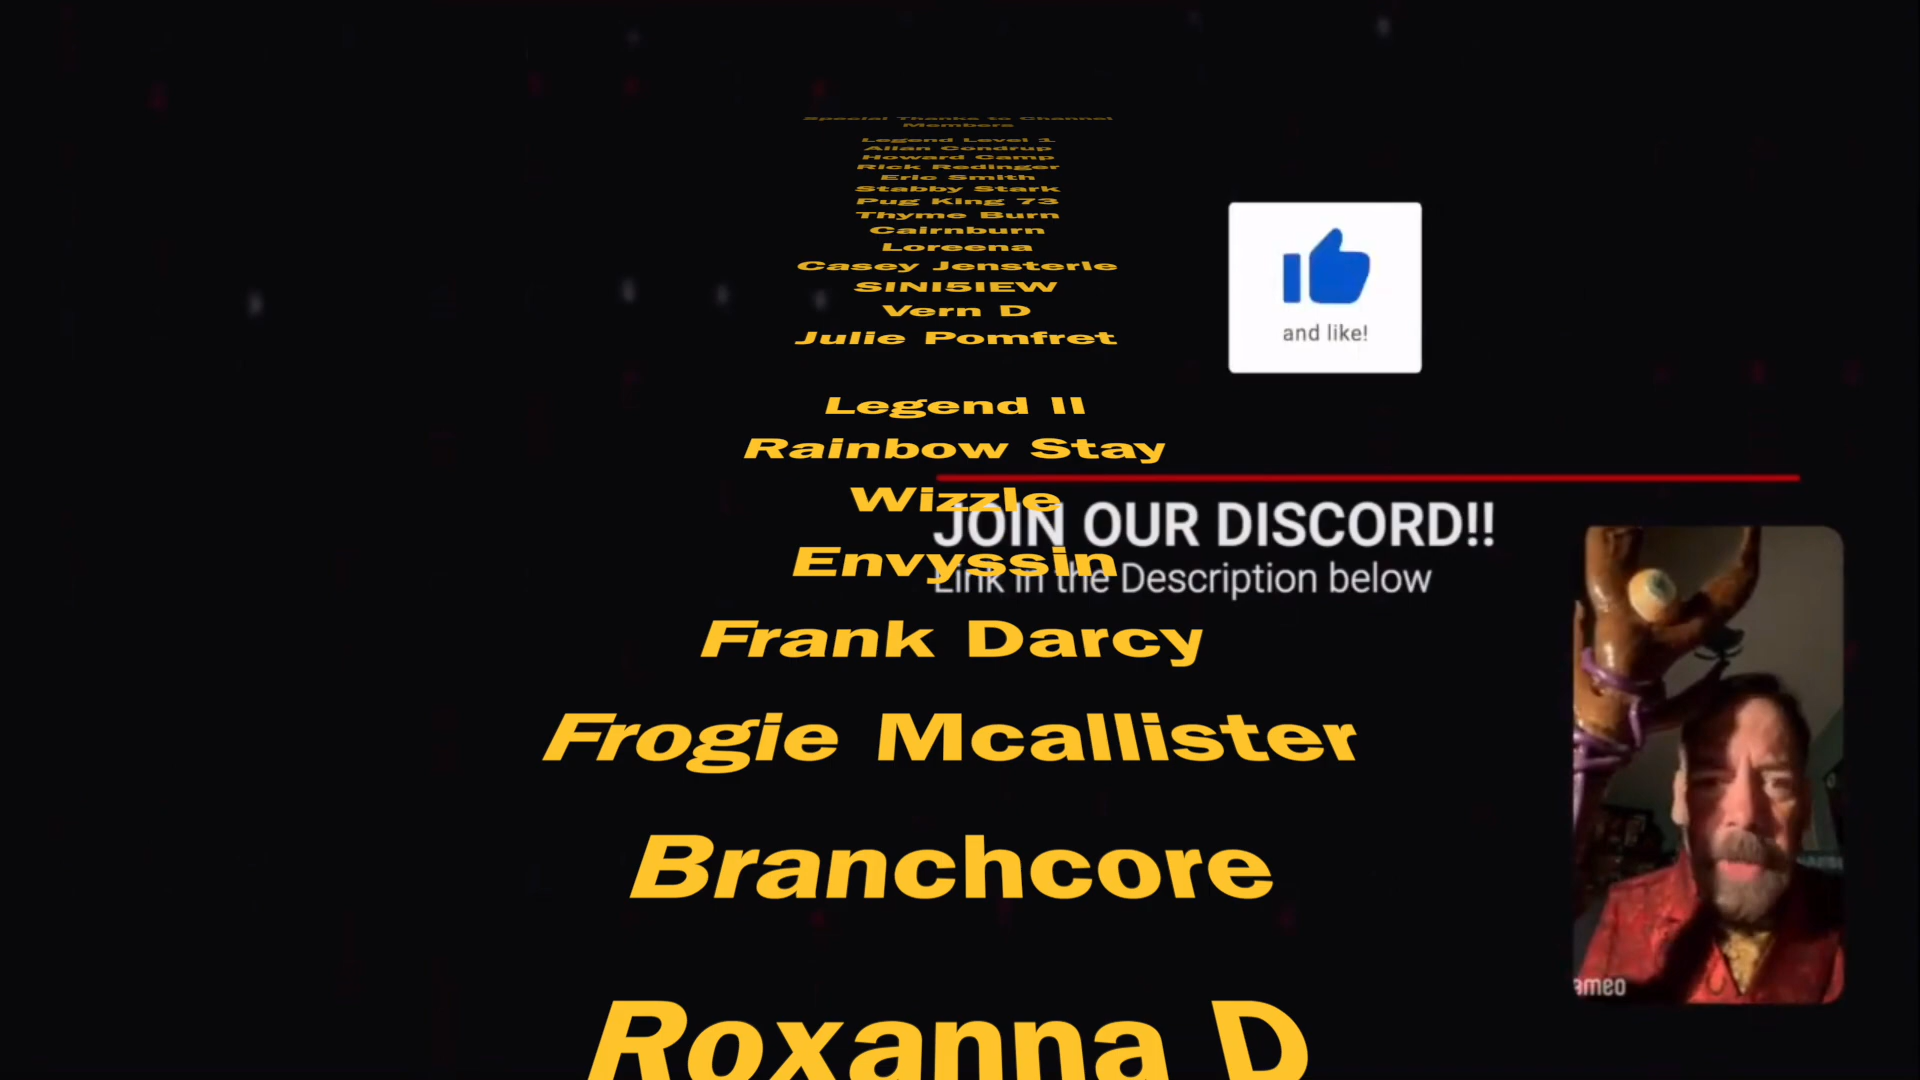 Special Thanks to Channel
Members
Legend Level 1
Allan Condrup
Howard Camp
Rick Redinger
Eric Smith
Stabby Stark
Pug King 73
Thyme Burn
Cairnburn
Loreena
Casey Jensterle
SINI5IEW
Vern D
Julie Pomfret
Legend II
Rainbow Stay
Wizzle
Envyssin
Frank Darcy
Frogie Mcallister
Branchcore
Roxanna D
and like!
JOIN OUR DISCORD!!
Link in the Description below
ameo